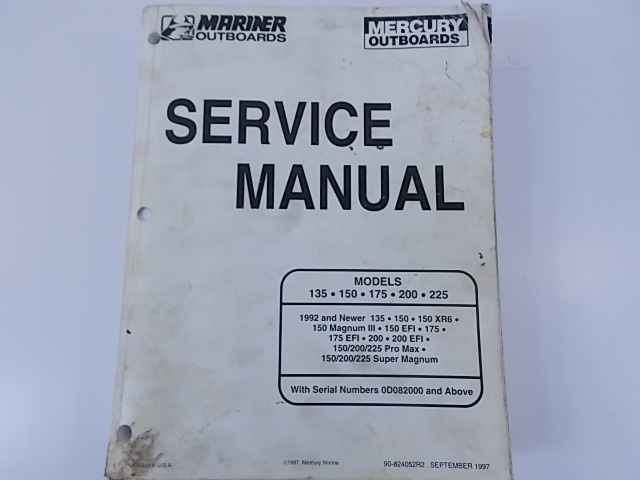 MARINER
OUTBOARDS
MERCURY
OUTBOARDS
SERVICE
MANUAL
MODELS
135 • 150 • 175 • 200 • 225
1992 and Newer 135 • 150 • 150 XR6 •
150 Magnum III • 150 EFI • 175 •
175 EFI • 200 • 200 EFI •
150/200/225 Pro Max •
150/200/225 Super Magnum
With Serial Numbers 0D082000 and Above
in U.S.A.
©1997, Mercury Marine
90-824052R2 SEPTEMBER 1997